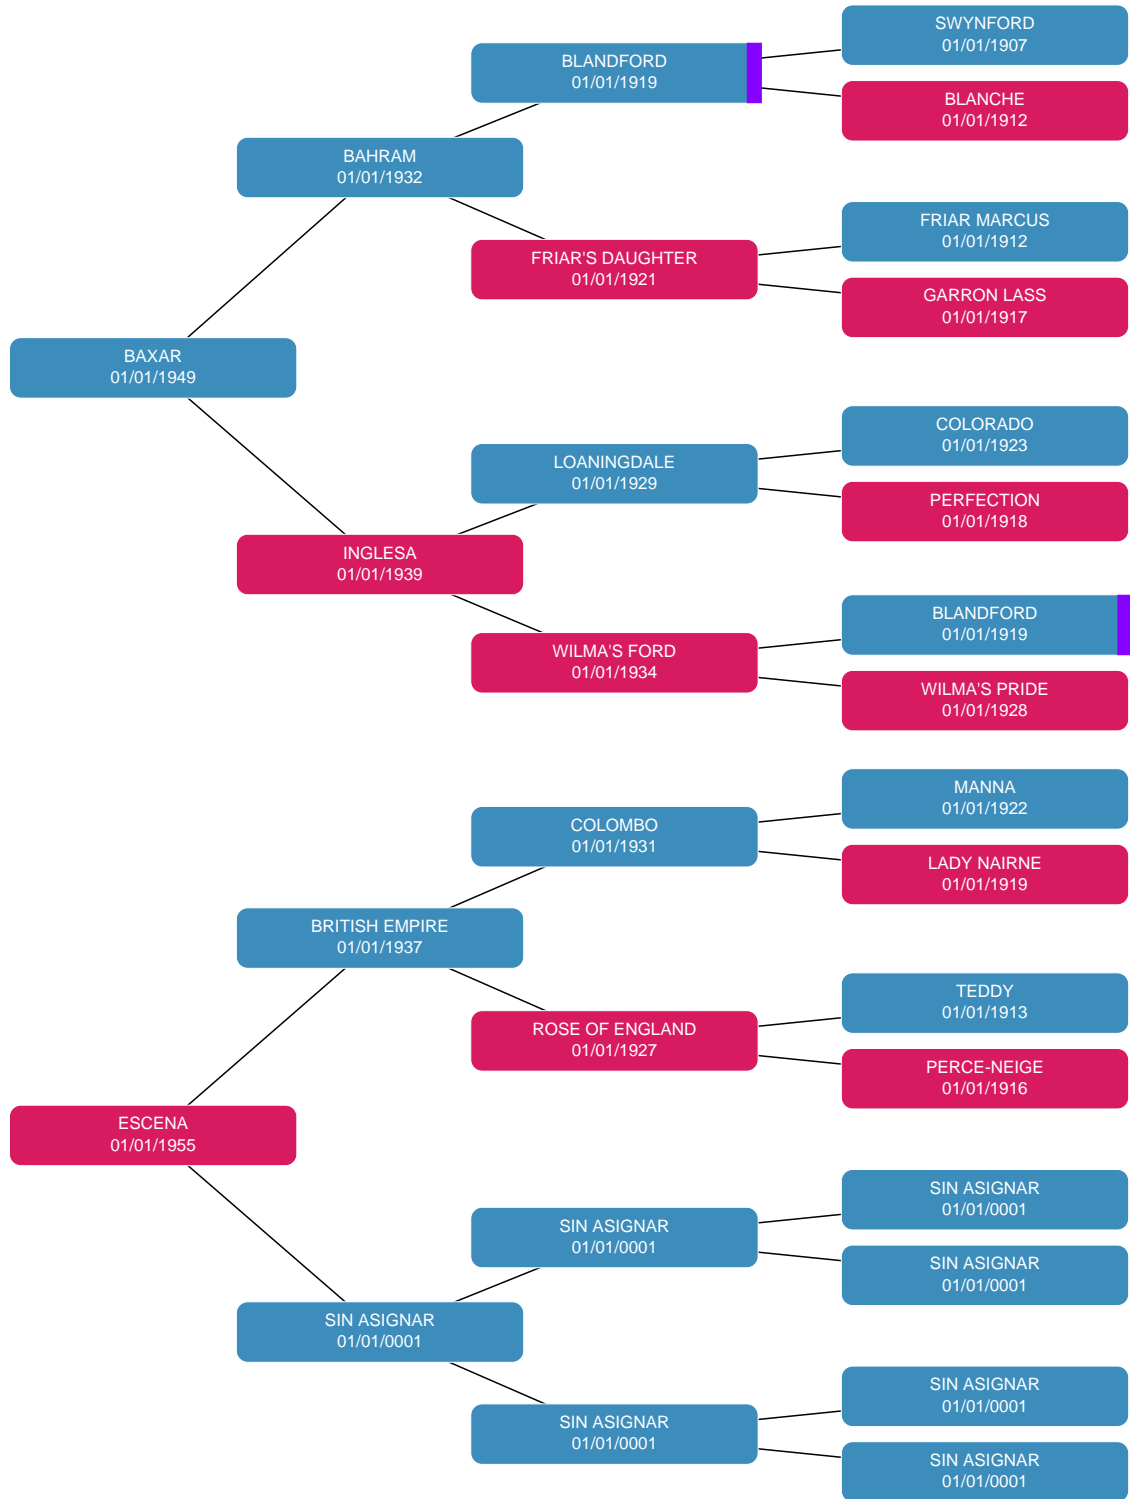 SWYNFORD
01/01/1907
BLANDFORD
01/01/1919
BLANCHE
01/01/1912
BAHRAM
01/01/1932
FRIAR MARCUS
01/01/1912
FRIAR'S DAUGHTER
01/01/1921
GARRON LASS
01/01/1917
BAXAR
01/01/1949
COLORADO
01/01/1923
LOANINGDALE
01/01/1929
PERFECTION
01/01/1918
INGLESA
01/01/1939
BLANDFORD
01/01/1919
WILMA'S FORD
01/01/1934
WILMA'S PRIDE
01/01/1928
MANNA
01/01/1922
COLOMBO
01/01/1931
LADY NAIRNE
01/01/1919
BRITISH EMPIRE
01/01/1937
TEDDY
01/01/1913
ROSE OF ENGLAND
01/01/1927
PERCE-NEIGE
01/01/1916
ESCENA
01/01/1955
SIN ASIGNAR
01/01/0001
SIN ASIGNAR
01/01/0001
SIN ASIGNAR
01/01/0001
SIN ASIGNAR
01/01/0001
SIN ASIGNAR
01/01/0001
SIN ASIGNAR
01/01/0001
SIN ASIGNAR
01/01/0001